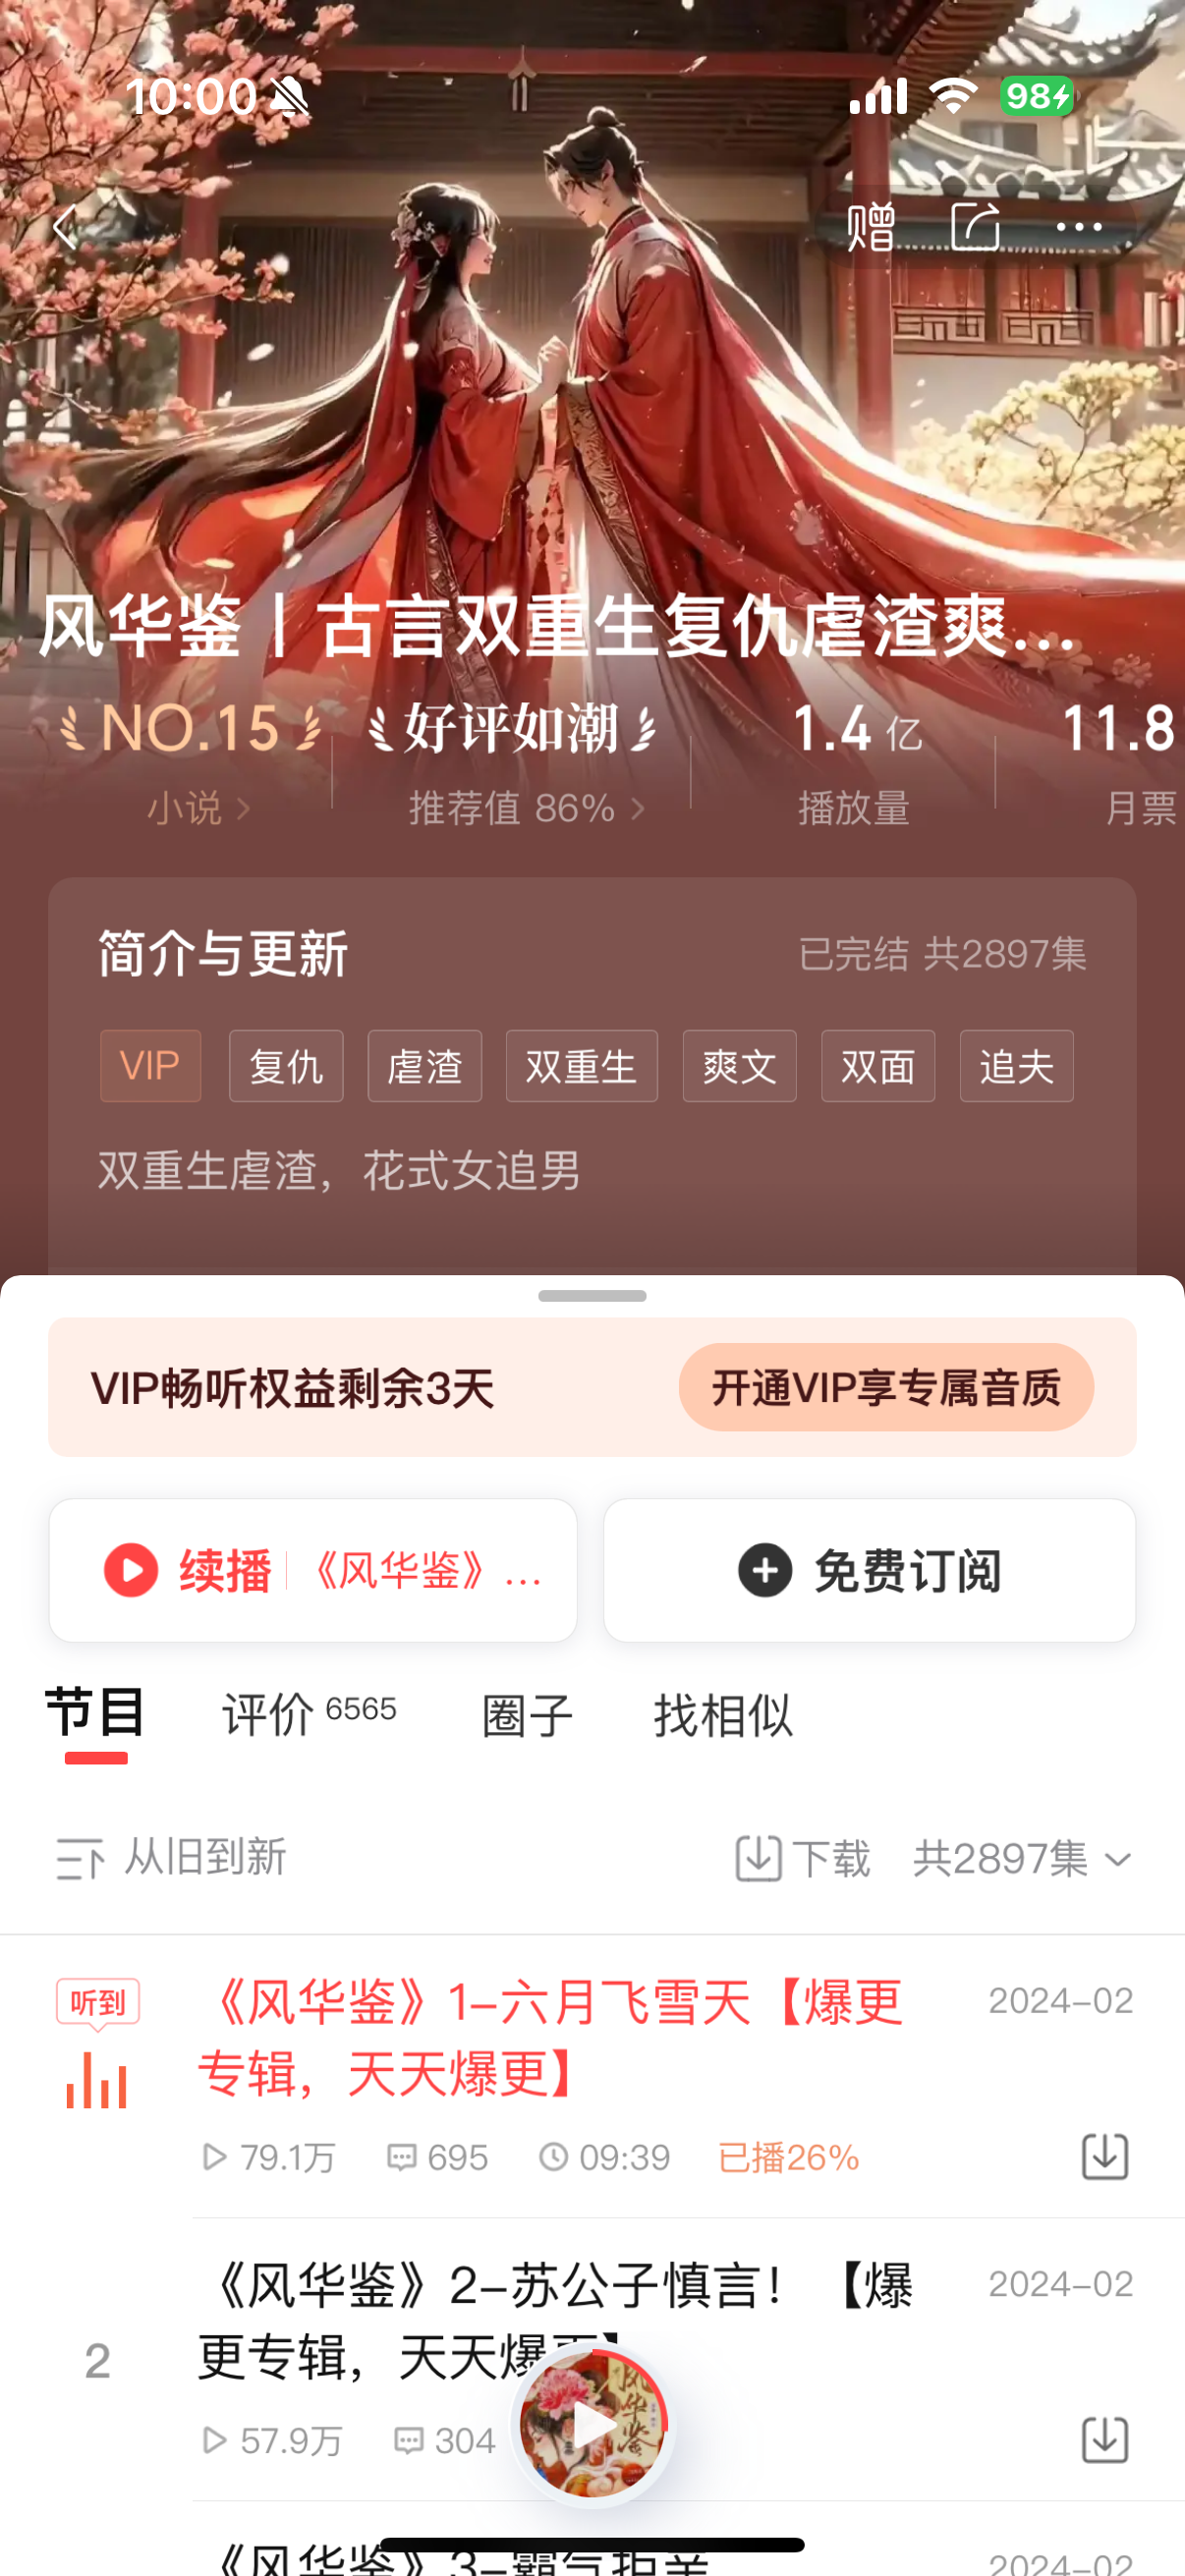 10:00
98
赠
风华鉴丨古言双重生复仇虐渣爽...
NO.15 好评如潮 1.4 亿 11.8
小说 推荐值 86% 播放量 月票
简介与更新 已完结 共2897集
VIP 复仇 虐渣 双重生 爽文 双面 追夫
双重生虐渣，花式女追男
VIP畅听权益剩余3天 开通VIP享专属音质
续播 《风华鉴》... 免费订阅
节目 评价 6565 圈子 找相似
从旧到新 下载 共2897集
听到
《风华鉴》1-六月飞雪天【爆更 2024-02
专辑，天天爆更】
79.1万 695 09:39 已播26%
《风华鉴》2-苏公子慎言！【爆 2024-02
2 更专辑，天天爆更】
57.9万 304
风华鉴
《风华鉴》3-霸气拒亲 2024-02